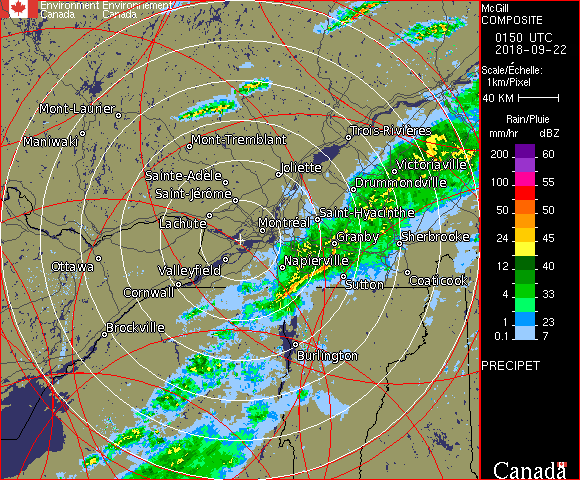 Environment Environnement
Canada Canada
Mont-Laurier
Maniwaki
Mont-Tremblant
Trois-Rivières
Sainte-Adèle
Joliette
Victoriaville
Saint-Jérôme
Drummondville
Lachute
Montréal
Saint-Hyacinthe
Granby
Sherbrooke
Ottawa
Valleyfield
Napierville
Cornwall
Sutton
Coaticook
Brockville
Burlington
McGill
COMPOSITE
0150 UTC
2018-09-22
Scale/Échelle:
1km/Pixel
40 KM
Rain/Pluie
mm/hr dBZ
200 60
100 55
50 50
24 45
12 40
4 33
1 23
0.1 7
PRECIPET
Canada